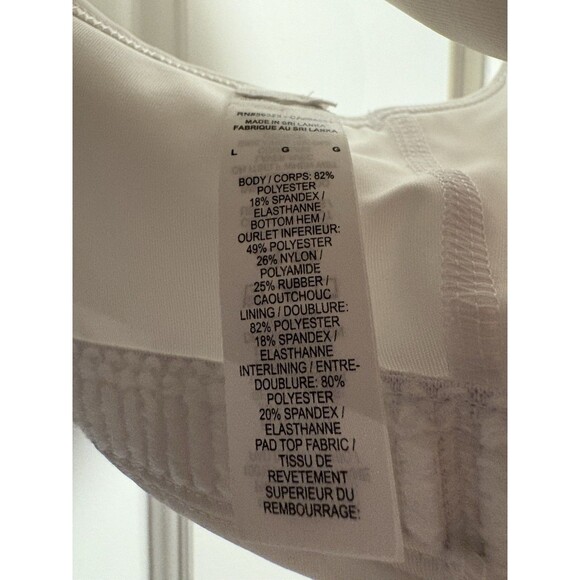 MADE IN SRI LANKA
FABRIQUE AU SRI LANKA
L G G
BODY / CORPS: 82%
POLYESTER
18% SPANDEX /
ELASTHANNE
BOTTOM HEM /
OURLET INFERIEUR:
49% POLYESTER
26% NYLON /
POLYAMIDE
25% RUBBER /
CAOUTCHOUC
LINING / DOUBLURE:
82% POLYESTER
18% SPANDEX /
ELASTHANNE
INTERLINING / ENTRE-
DOUBLURE: 80%
POLYESTER
20% SPANDEX /
ELASTHANNE
PAD TOP FABRIC /
TISSU DE
REVETEMENT
SUPERIEUR DU
REMBOURRAGE: